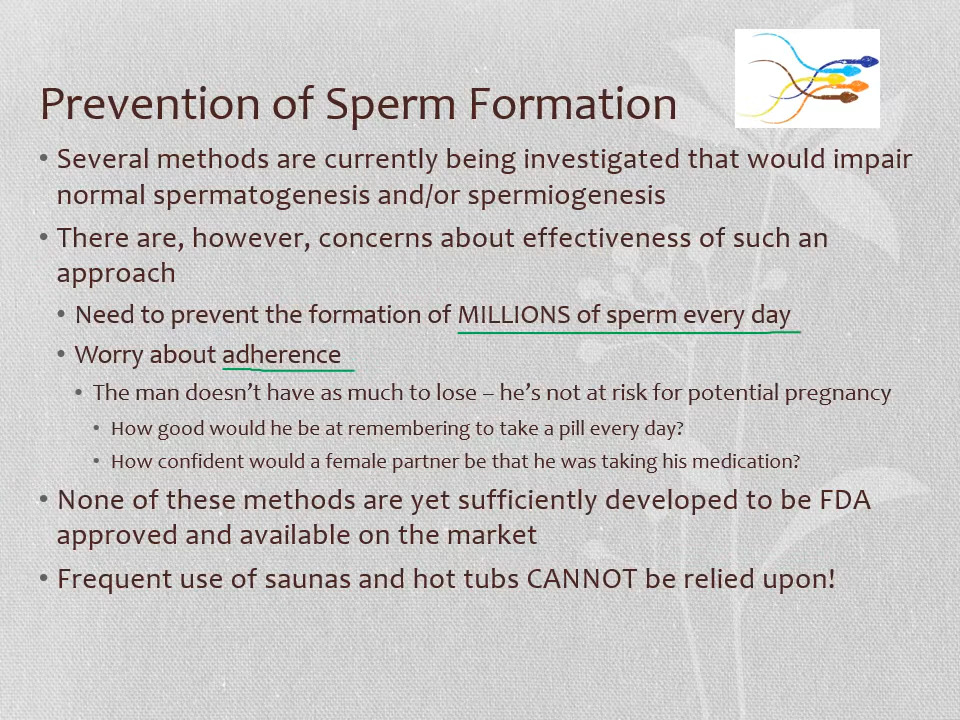 Prevention of Sperm Formation
• Several methods are currently being investigated that would impair
normal spermatogenesis and/or spermiogenesis
• There are, however, concerns about effectiveness of such an
approach
• Need to prevent the formation of MILLIONS of sperm every day
• Worry about adherence
• The man doesn’t have as much to lose – he’s not at risk for potential pregnancy
• How good would he be at remembering to take a pill every day?
• How confident would a female partner be that he was taking his medication?
• None of these methods are yet sufficiently developed to be FDA
approved and available on the market
• Frequent use of saunas and hot tubs CANNOT be relied upon!